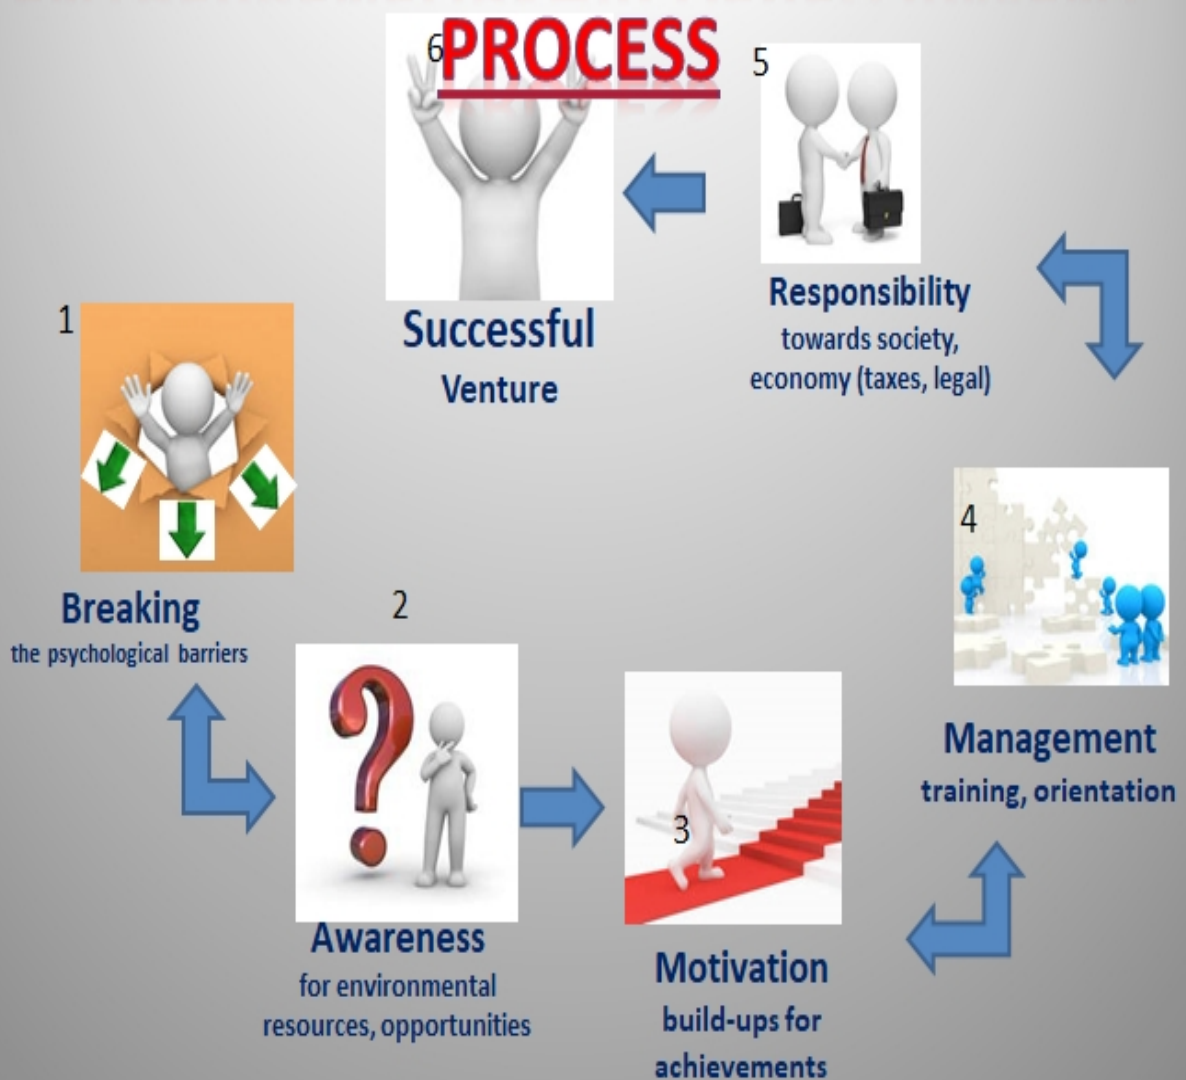 PROCESS
1
Breaking
the psychological barriers
2
Awareness
for environmental
resources, opportunities
3
Motivation
build-ups for
achievements
4
Management
training, orientation
5
Responsibility
towards society,
economy (taxes, legal)
6
Successful
Venture